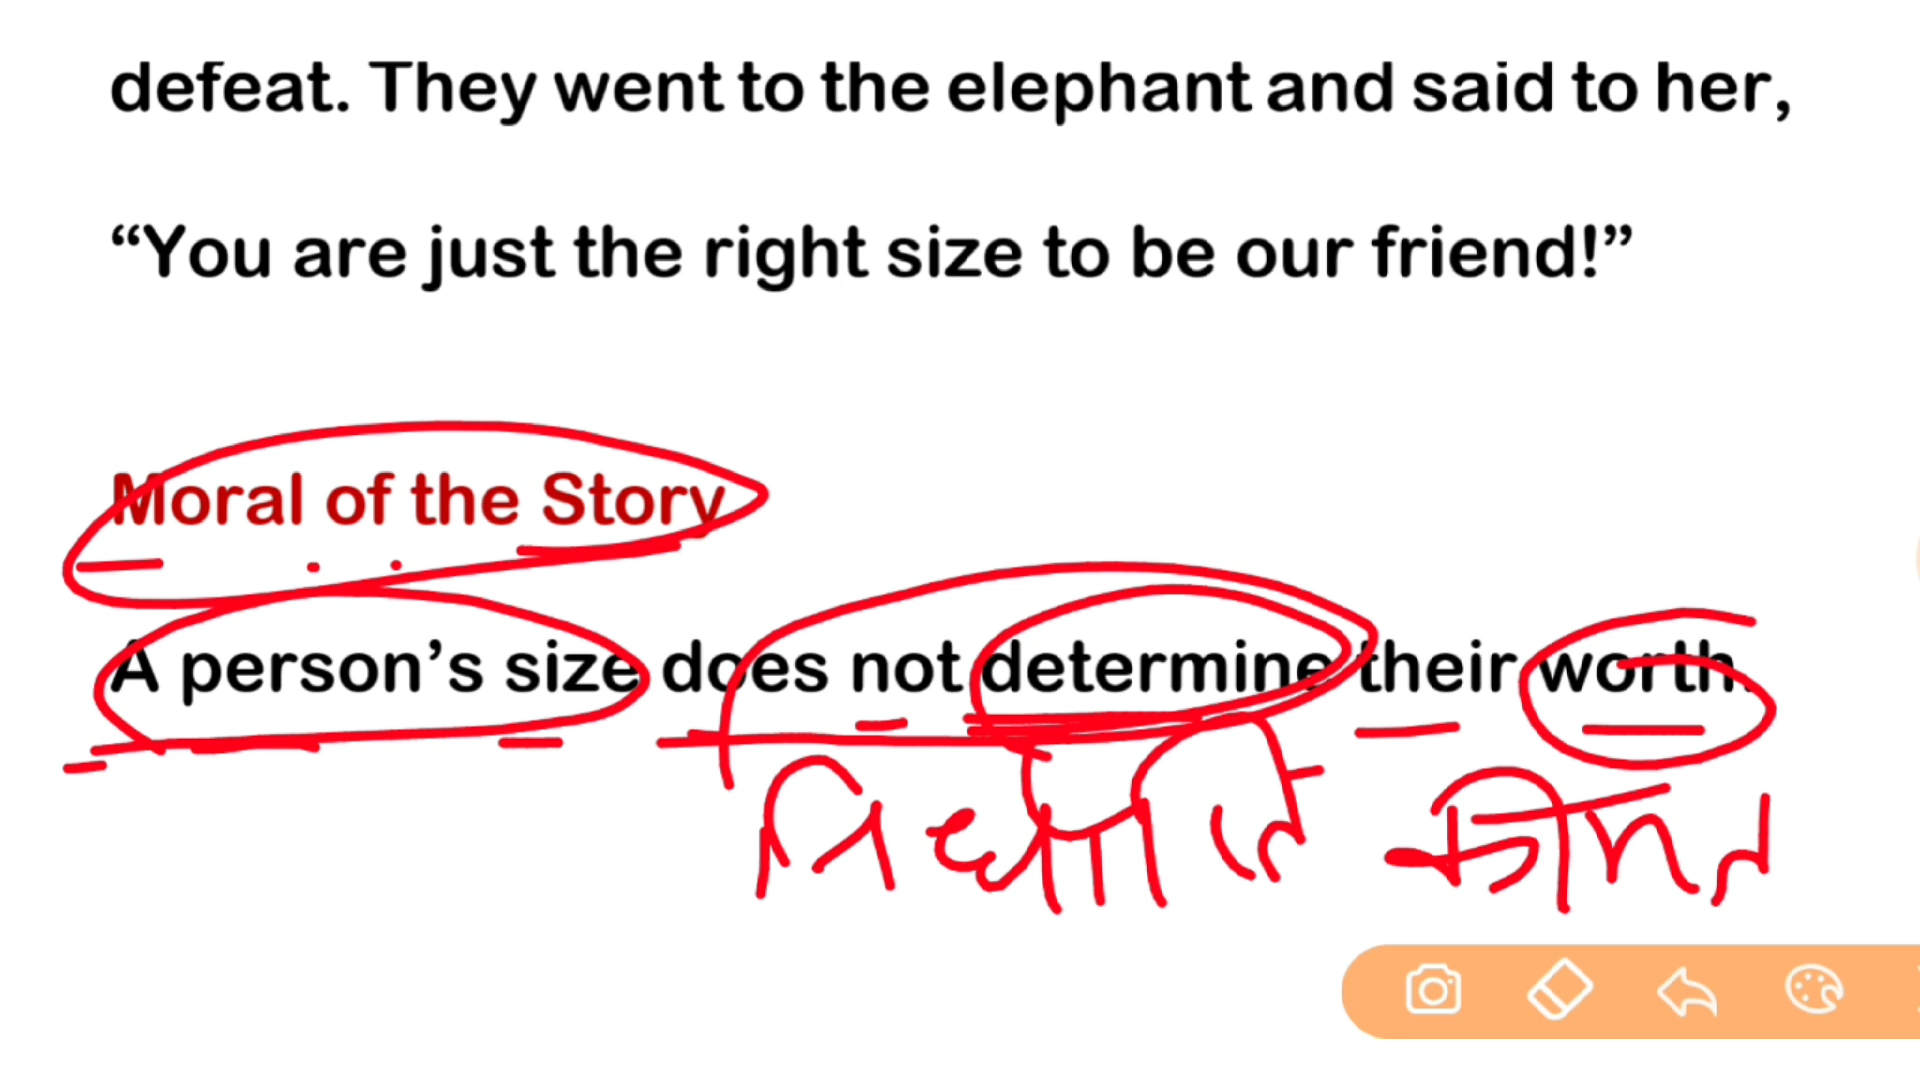 defeat. They went to the elephant and said to her,
“You are just the right size to be our friend!”
Moral of the Story
A person’s size does not determine their worth.
निर्धारित कीमत